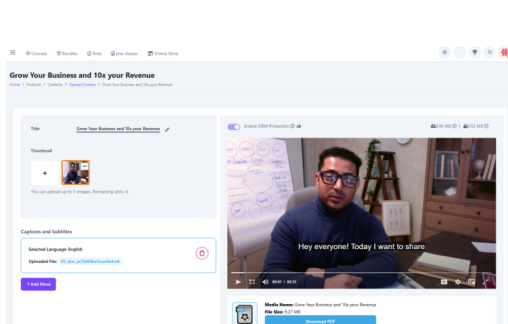 Courses Bundles Tests Live classes Online Store
Grow Your Business and 10x your Revenue
Home > Products > Contents > Upload Content > Grow Your Business and 10x your Revenue
Title Grow Your Business and 10x your Revenue
Thumbnail
+
You can upload up to 5 images. Remaining slots 4.
Captions and Subtitles
Selected Language: English
Uploaded File:
+ Add More
Enable DRM Protection
500 MB | 932 MB
Hey everyone! Today I want to share
Media Name: Grow Your Business and 10x your Revenue
File Size: 9.27 MB
Download PDF